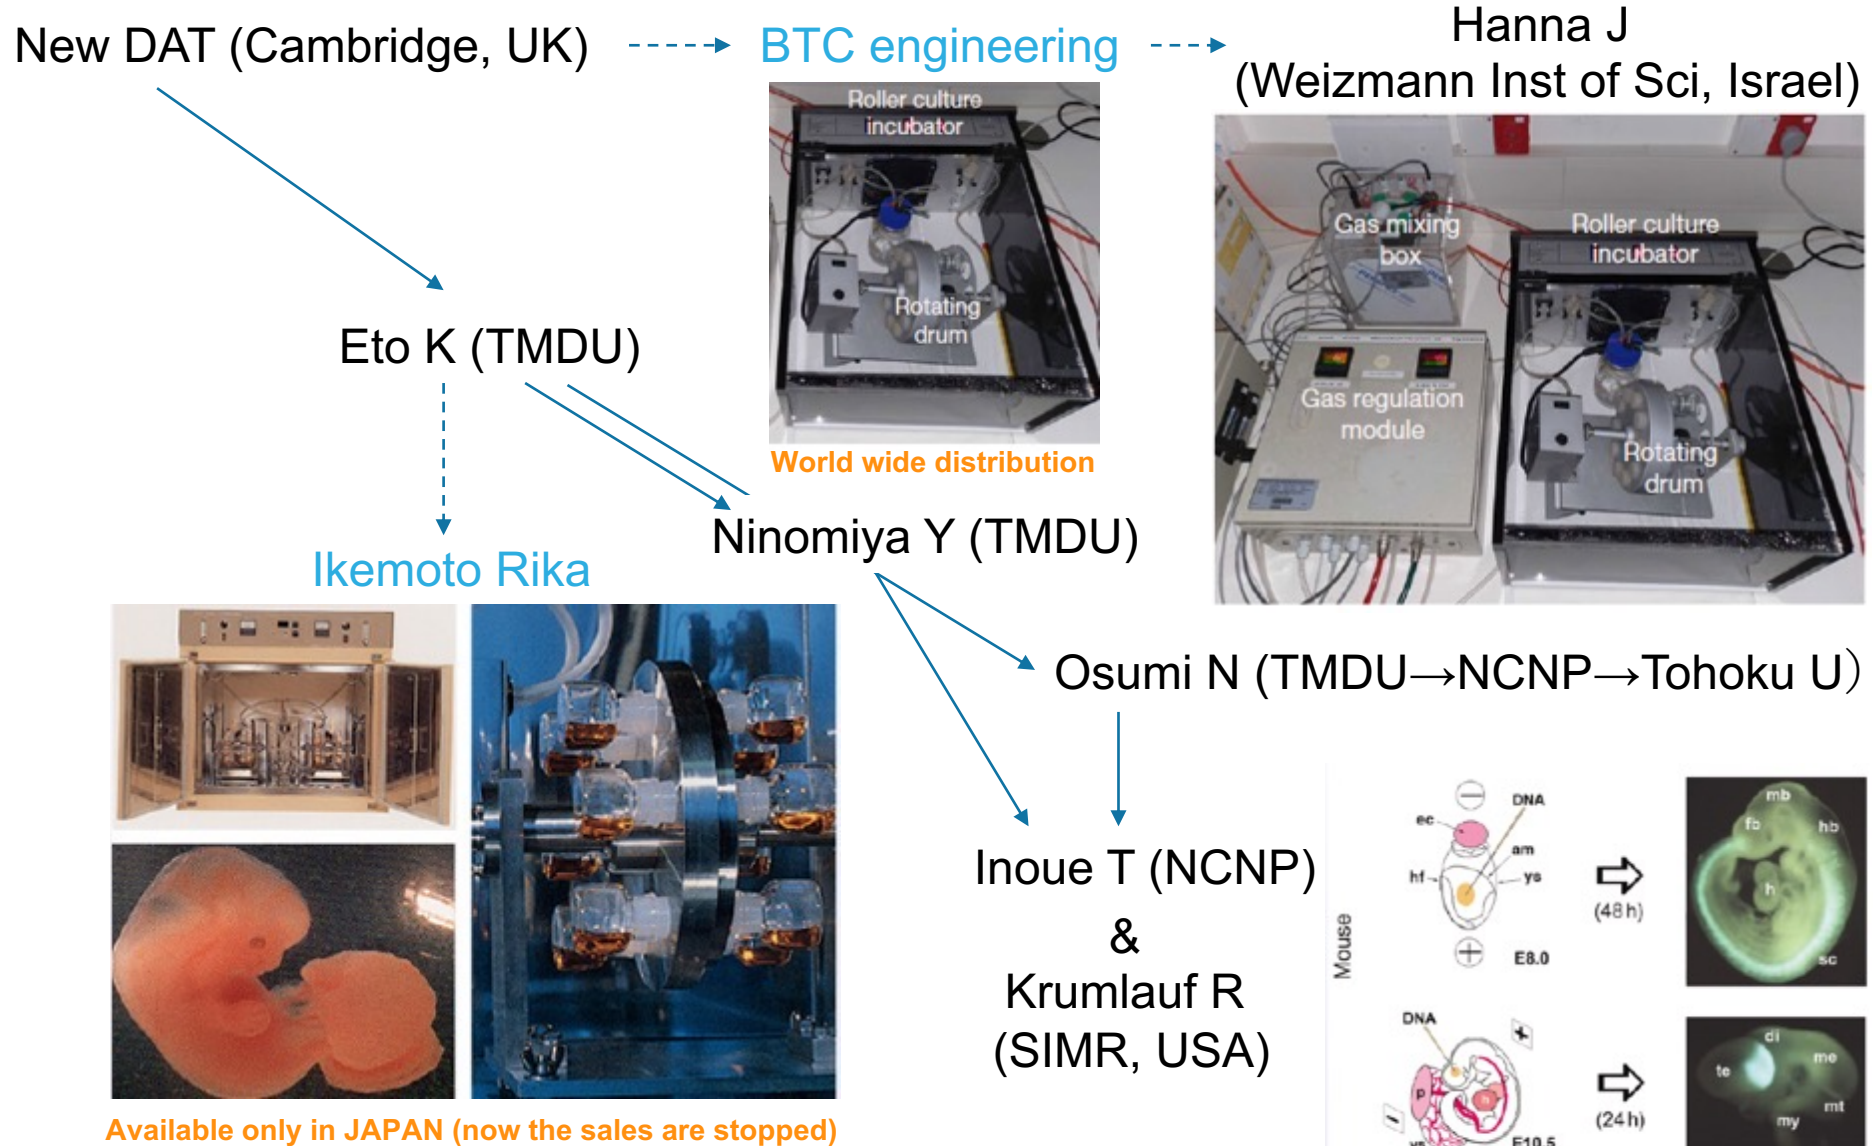 New DAT (Cambridge, UK)
BTC engineering
Hanna J
(Weizmann Inst of Sci, Israel)
Roller culture
incubator
Rotating
drum
World wide distribution
Gas mixing
box
Roller culture
incubator
Gas regulation
module
Rotating
drum
Eto K (TMDU)
Ninomiya Y (TMDU)
Ikemoto Rika
Osumi N (TMDU→NCNP→Tohoku U）
Inoue T (NCNP)
&
Krumlauf R
(SIMR, USA)
Available only in JAPAN (now the sales are stopped)
Mouse
DNA
ec
am
hf
ys
E8.0
(48 h)
mb
fb
hb
h
sc
DNA
p
h
ys
E10.5
(24 h)
di
te
me
mt
my